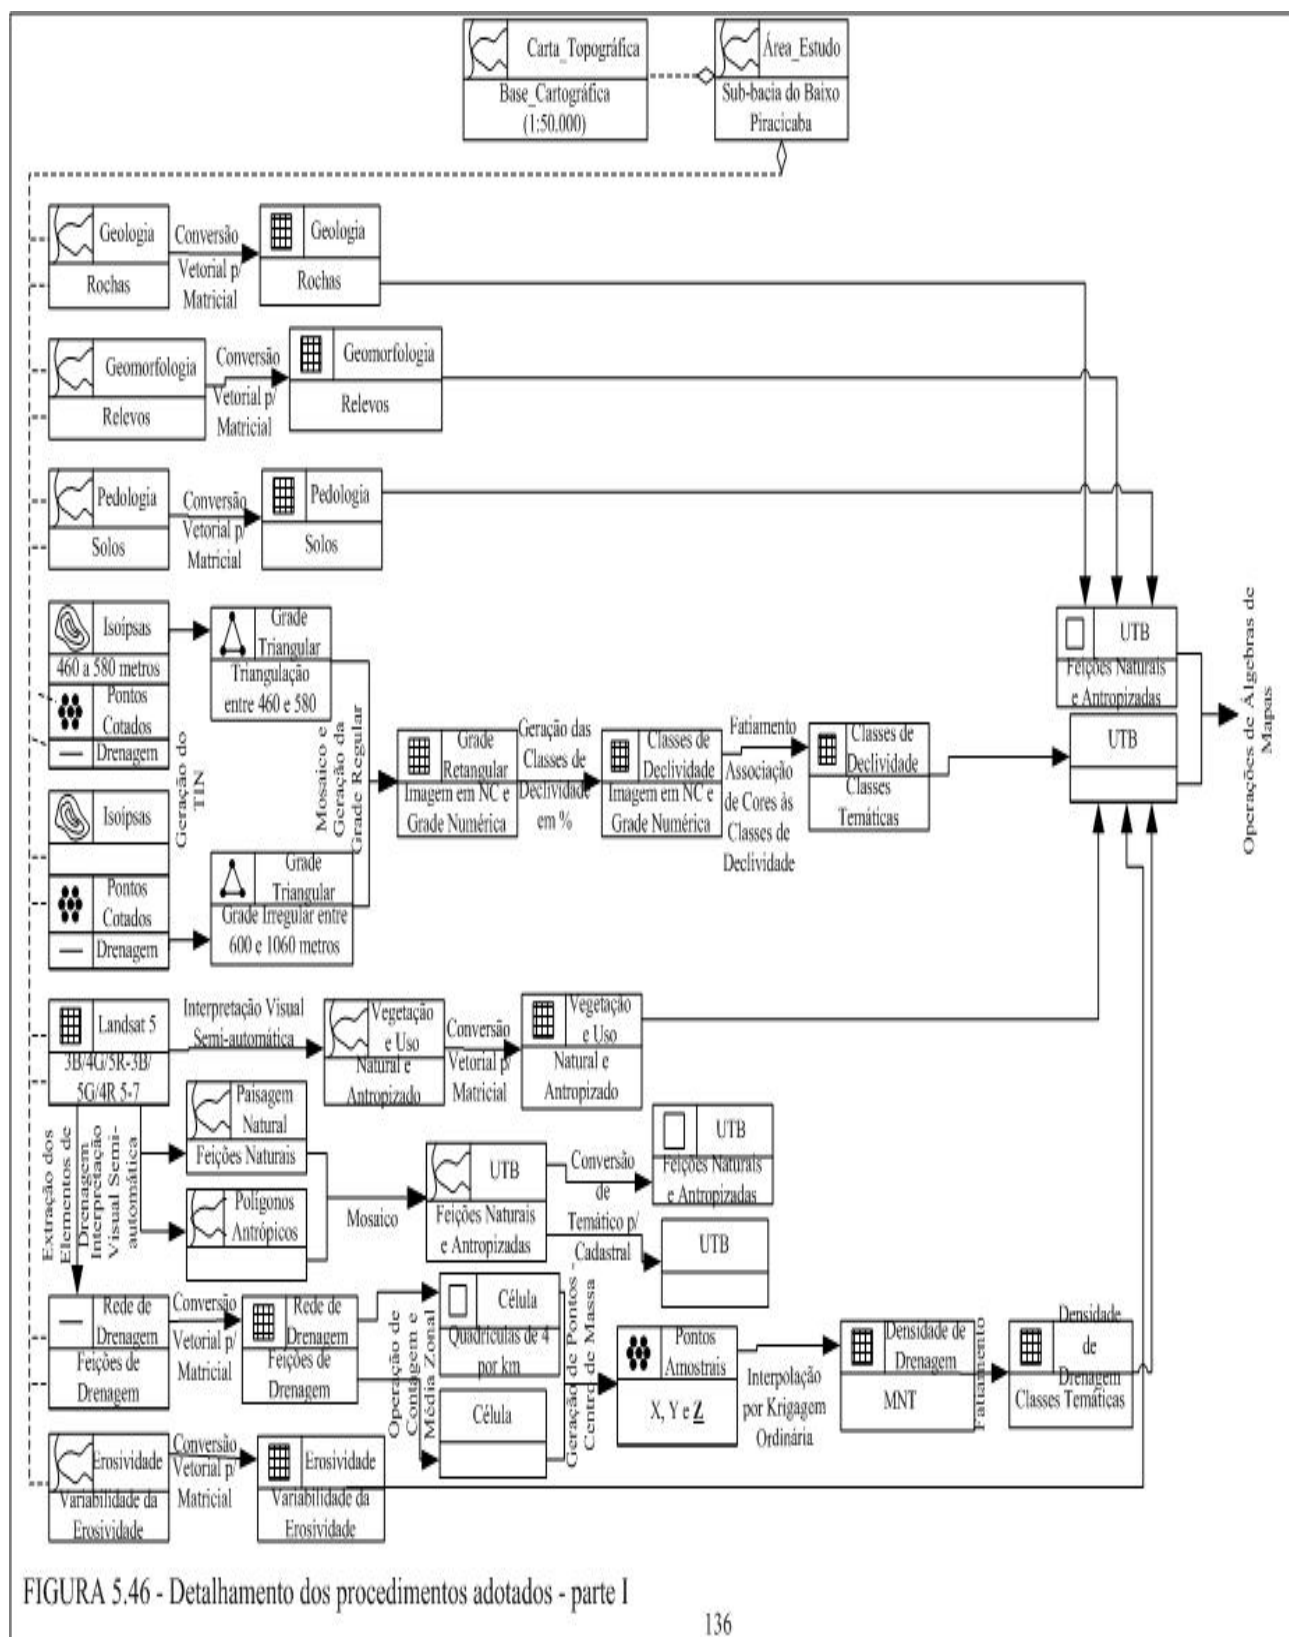 Carta_Topográfica
Base_Cartográfica
(1:50.000)
Área_Estudo
Sub-bacia do Baixo
Piracicaba
Geologia
Rochas
Conversão
Vetorial p/
Matricial
Geologia
Rochas
Geomorfologia
Relevos
Conversão
Vetorial p/
Matricial
Geomorfologia
Relevos
Pedologia
Solos
Conversão
Vetorial p/
Matricial
Pedologia
Solos
Isoípsas
460 a 580 metros
Pontos
Cotados
Drenagem
Isoípsas
Pontos
Cotados
Drenagem
Geração do
TIN
Grade
Triangular
Triangulação
entre 460 e 580
Grade
Triangular
Grade Irregular entre
600 e 1060 metros
Mosaico e
Geração da
Grade Regular
Grade
Retangular
Imagem em NC e
Grade Numérica
Geração das
Classes de
Declividade
em %
Classes de
Declividade
Imagem em NC e
Grade Numérica
Fatiamento
Associação
de Cores às
Classes de
Declividade
Classes de
Declividade
Classes
Temáticas
UTB
Feições Naturais
e Antropizadas
UTB
Operações de Álgebras de
Mapas
Landsat 5
3B/4G/5R-3B/
5G/4R 5-7
Interpretação Visual
Semi-automática
Vegetação
e Uso
Natural e
Antropizado
Conversão
Vetorial p/
Matricial
Vegetação
e Uso
Natural e
Antropizado
Extração dos
Elementos de
Drenagem
Interpretação
Visual Semi-
automática
Paisagem
Natural
Feições Naturais
Polígonos
Antrópicos
Mosaico
UTB
Feições Naturais
e Antropizadas
Conversão
de
Temático p/
Cadastral
UTB
Feições Naturais
e Antropizadas
UTB
Rede de
Drenagem
Feições de
Drenagem
Conversão
Vetorial p/
Matricial
Rede de
Drenagem
Feições de
Drenagem
Operação de
Contagem e
Média Zonal
Célula
Quadrículas de 4
por km
Célula
Geração de Pontos -
Centro de Massa
Pontos
Amostrais
X, Y e Z
Interpolação
por Krigagem
Ordinária
Densidade de
Drenagem
MNT
Fatiamento
Densidade
de
Drenagem
Classes Temáticas
Erosividade
Variabilidade da
Erosividade
Conversão
Vetorial p/
Matricial
Erosividade
Variabilidade da
Erosividade
FIGURA 5.46 - Detalhamento dos procedimentos adotados - parte I
136